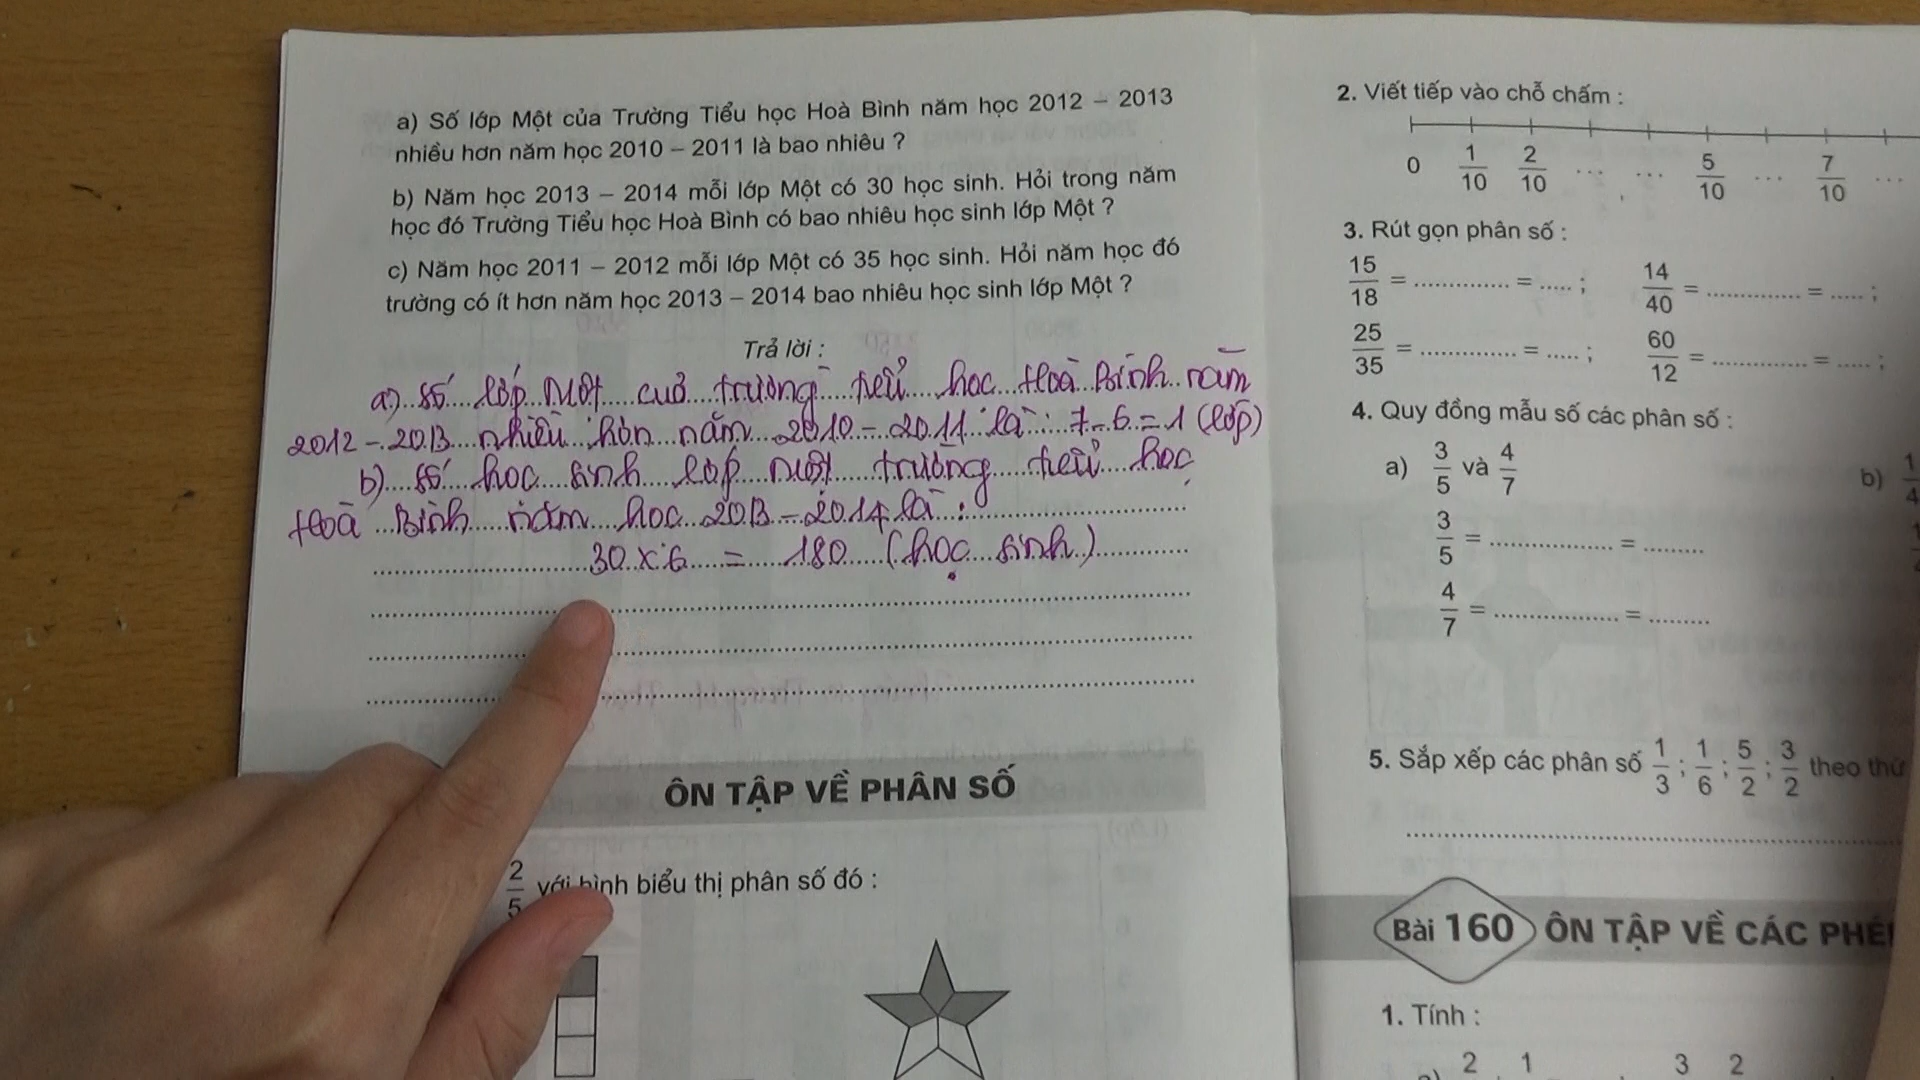 a) Số lớp Một của Trường Tiểu học Hoà Bình năm học 2012 – 2013
nhiều hơn năm học 2010 – 2011 là bao nhiêu ?
b) Năm học 2013 – 2014 mỗi lớp Một có 30 học sinh. Hỏi trong năm
học đó Trường Tiểu học Hoà Bình có bao nhiêu học sinh lớp Một ?
c) Năm học 2011 – 2012 mỗi lớp Một có 35 học sinh. Hỏi năm học đó
trường có ít hơn năm học 2013 – 2014 bao nhiêu học sinh lớp Một ?
Trả lời :
a) Số lớp Một của trường tiểu học Hoà Bình năm
2012 - 2013 nhiều hơn năm 2010 - 2011 là : 7 - 6 = 1 (lớp)
b) số học sinh lớp một trường tiểu học
Hoà Bình năm học 2013 - 2014 là :
30 x 6 = 180 (học sinh)
ÔN TẬP VỀ PHÂN SỐ
2/5 với hình biểu thị phân số đó :
2. Viết tiếp vào chỗ chấm :
0 1/10 2/10 ... ... 5/10 ... 7/10 ...
3. Rút gọn phân số :
15/18 = ............. = ..... ; 14/40 = ............. = ..... ;
25/35 = ............. = ..... ; 60/12 = ............. = ..... ;
4. Quy đồng mẫu số các phân số :
a) 3/5 và 4/7 b) 1/4
3/5 = ................. = .........
4/7 = ................. = .........
5. Sắp xếp các phân số 1/3 ; 1/6 ; 5/2 ; 3/2 theo thứ
Bài 160 ÔN TẬP VỀ CÁC
1. Tính :
2 1 3 2